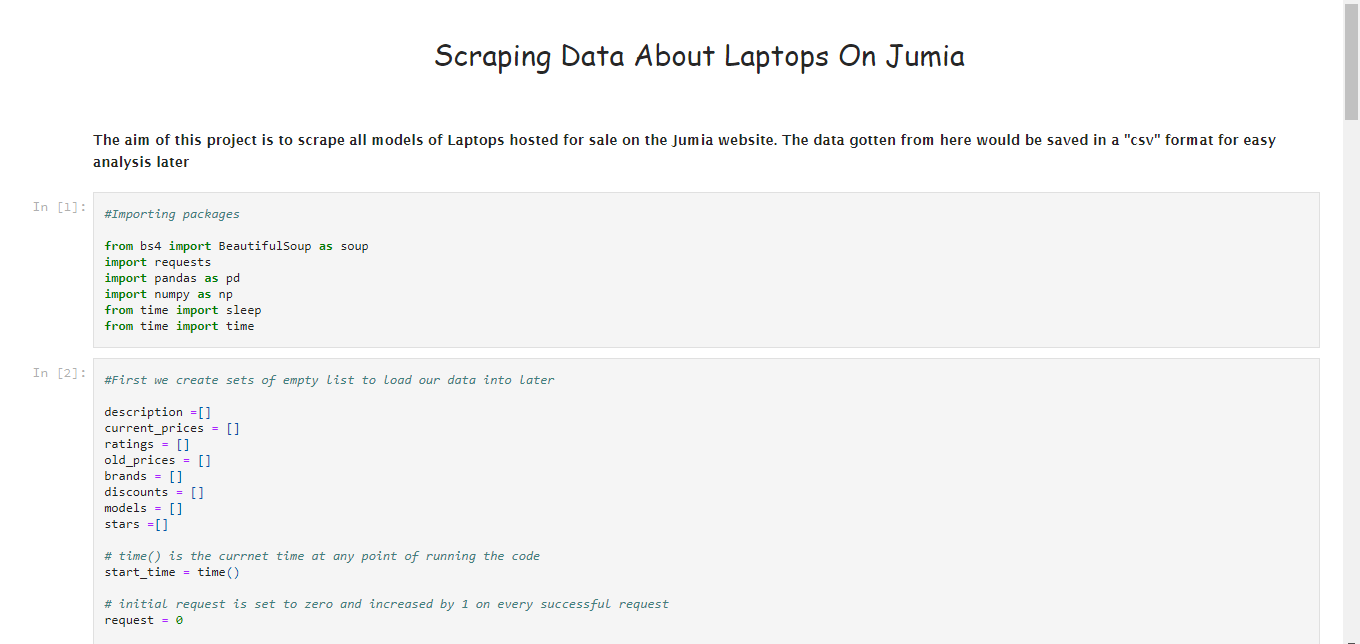 Scraping Data About Laptops On Jumia
The aim of this project is to scrape all models of Laptops hosted for sale on the Jumia website. The data gotten from here would be saved in a "csv" format for easy
analysis later
In [1]:
#Importing packages
from bs4 import BeautifulSoup as soup
import requests
import pandas as pd
import numpy as np
from time import sleep
from time import time
In [2]:
#First we create sets of empty list to load our data into later
description =[]
current_prices = []
ratings = []
old_prices = []
brands = []
discounts = []
models = []
stars =[]
# time() is the currnet time at any point of running the code
start_time = time()
# initial request is set to zero and increased by 1 on every successful request
request = 0